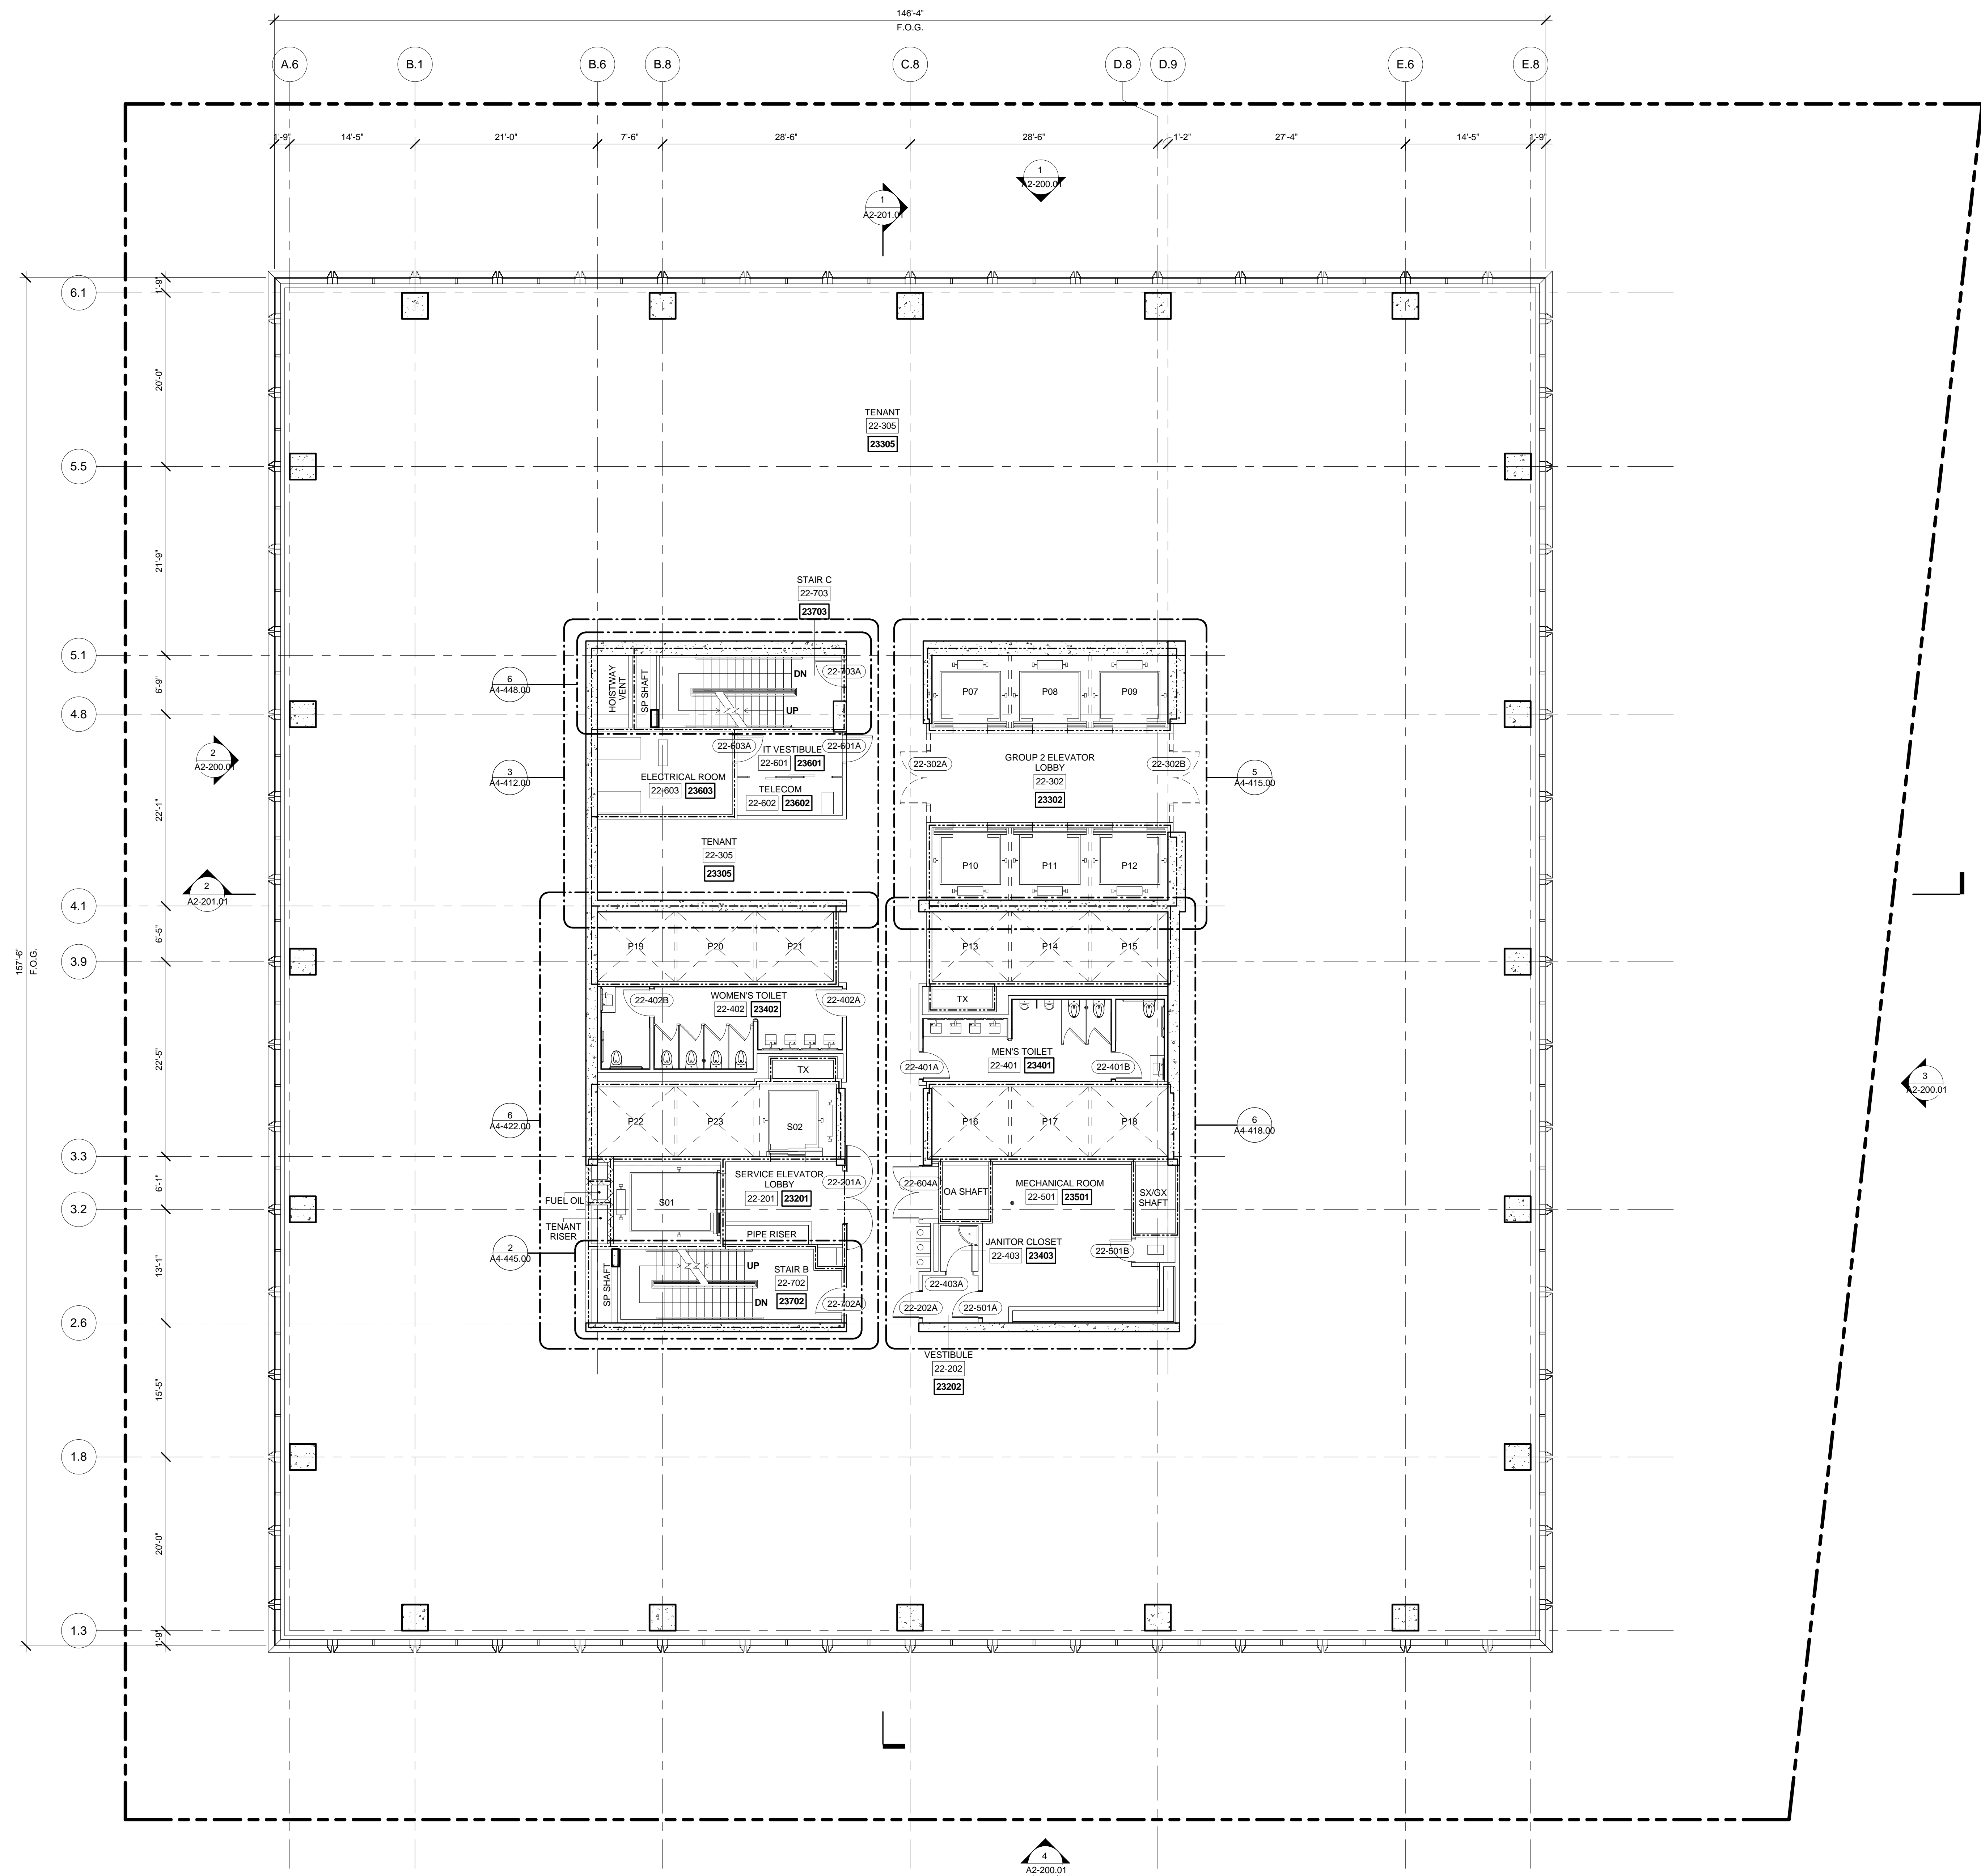 146'-4"
F.O.G.
A.6
B.1
B.6
B.8
C.8
D.8
D.9
E.6
E.8
1'-9"
14'-5"
21'-0"
7'-6"
28'-6"
28'-6"
1'-2"
27'-4"
14'-5"
1'-9"
1
A2-200.01
1
A2-201.01
6.1
1'-9"
20'-0"
TENANT
22-305
23305
5.5
21'-9"
STAIR C
22-703
23703
5.1
6
A4-448.00
HOISTWAY
VENT
SP SHAFT
DN
UP
22-703A
P07
P08
P09
6'-9"
4.8
2
A2-200.01
3
A4-412.00
22-603A
22-601A
IT VESTIBULE
22-601
23601
ELECTRICAL ROOM
22-603
23603
TELECOM
22-602
23602
22-302A
GROUP 2 ELEVATOR
LOBBY
22-302
23302
22-302B
5
A4-415.00
22'-1"
TENANT
22-305
23305
P10
P11
P12
2
A2-201.01
4.1
6'-5"
P19
P20
P21
P13
P14
P15
157'-6"
F.O.G.
3.9
22-402B
WOMEN'S TOILET
22-402
23402
22-402A
TX
22'-5"
TX
MEN'S TOILET
22-401
23401
22-401A
22-401B
3
A2-200.01
6
A4-422.00
P22
P23
S02
P16
P17
P18
6
A4-418.00
3.3
6'-1"
FUEL OIL
TENANT
RISER
S01
SERVICE ELEVATOR
LOBBY
22-201
23201
22-201A
22-604A
OA SHAFT
MECHANICAL ROOM
22-501
23501
SX/GX
SHAFT
3.2
PIPE RISER
2
A4-445.00
13'-1"
SP SHAFT
UP
DN
STAIR B
22-702
23702
22-702A
JANITOR CLOSET
22-403
23403
22-501B
22-403A
22-202A
22-501A
2.6
VESTIBULE
22-202
23202
15'-5"
1.8
20'-0"
1.3
1'-9"
4
A2-200.01